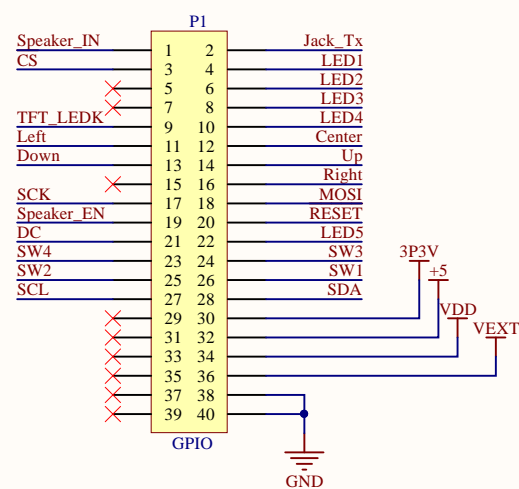 P1
Speaker_IN 1 2 Jack_Tx
CS 3 4 LED1
5 6 LED2
7 8 LED3
TFT_LEDK 9 10 LED4
Left 11 12 Center
Down 13 14 Up
15 16 Right
SCK 17 18 MOSI
Speaker_EN 19 20 RESET
DC 21 22 LED5
SW4 23 24 SW3
SW2 25 26 SW1
SCL 27 28 SDA
3P3V
+5
VDD
VEXT
29 30
31 32
33 34
35 36
37 38
39 40
GPIO
GND